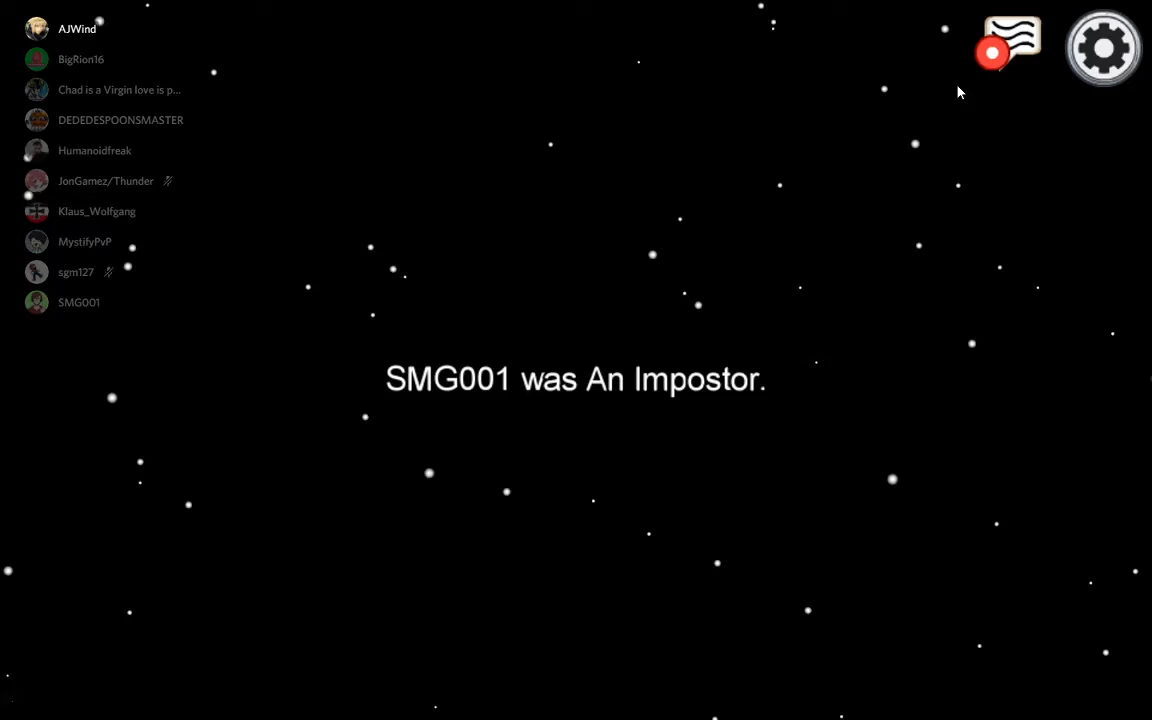 AJWind
BigRion16
Chad is a Virgin love is p...
DEDEDESPOONSMASTER
Humanoidfreak
JonGamez/Thunder
Klaus_Wolfgang
MystifyPvP
sgm127
SMG001
SMG001 was An Impostor.